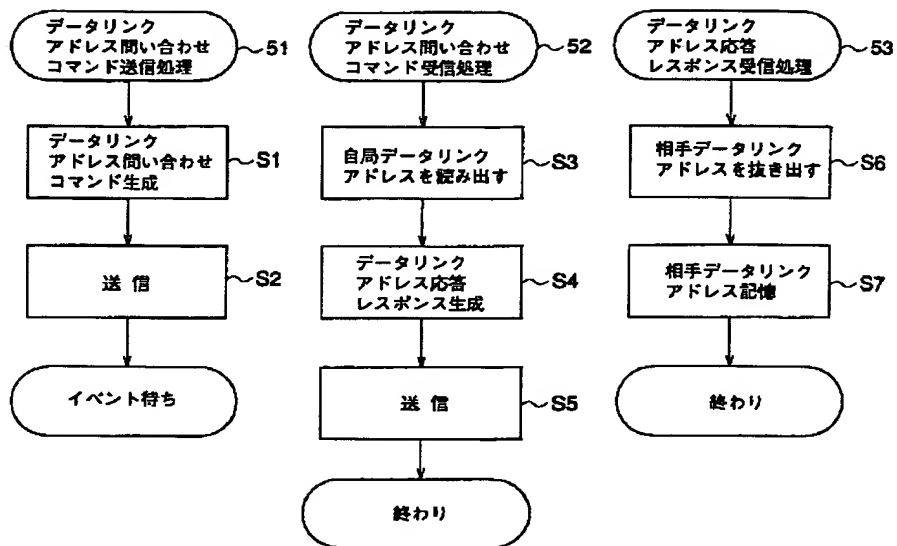 データリンク
アドレス問い合わせ
コマンド送信処理
51
データリンク
アドレス問い合わせ
コマンド生成
S1
送 信
S2
イベント待ち
データリンク
アドレス問い合わせ
コマンド受信処理
52
自局データリンク
アドレスを読み出す
S3
データリンク
アドレス応答
レスポンス生成
S4
送 信
S5
終わり
データリンク
アドレス応答
レスポンス受信処理
53
相手データリンク
アドレスを抜き出す
S6
相手データリンク
アドレス記憶
S7
終わり